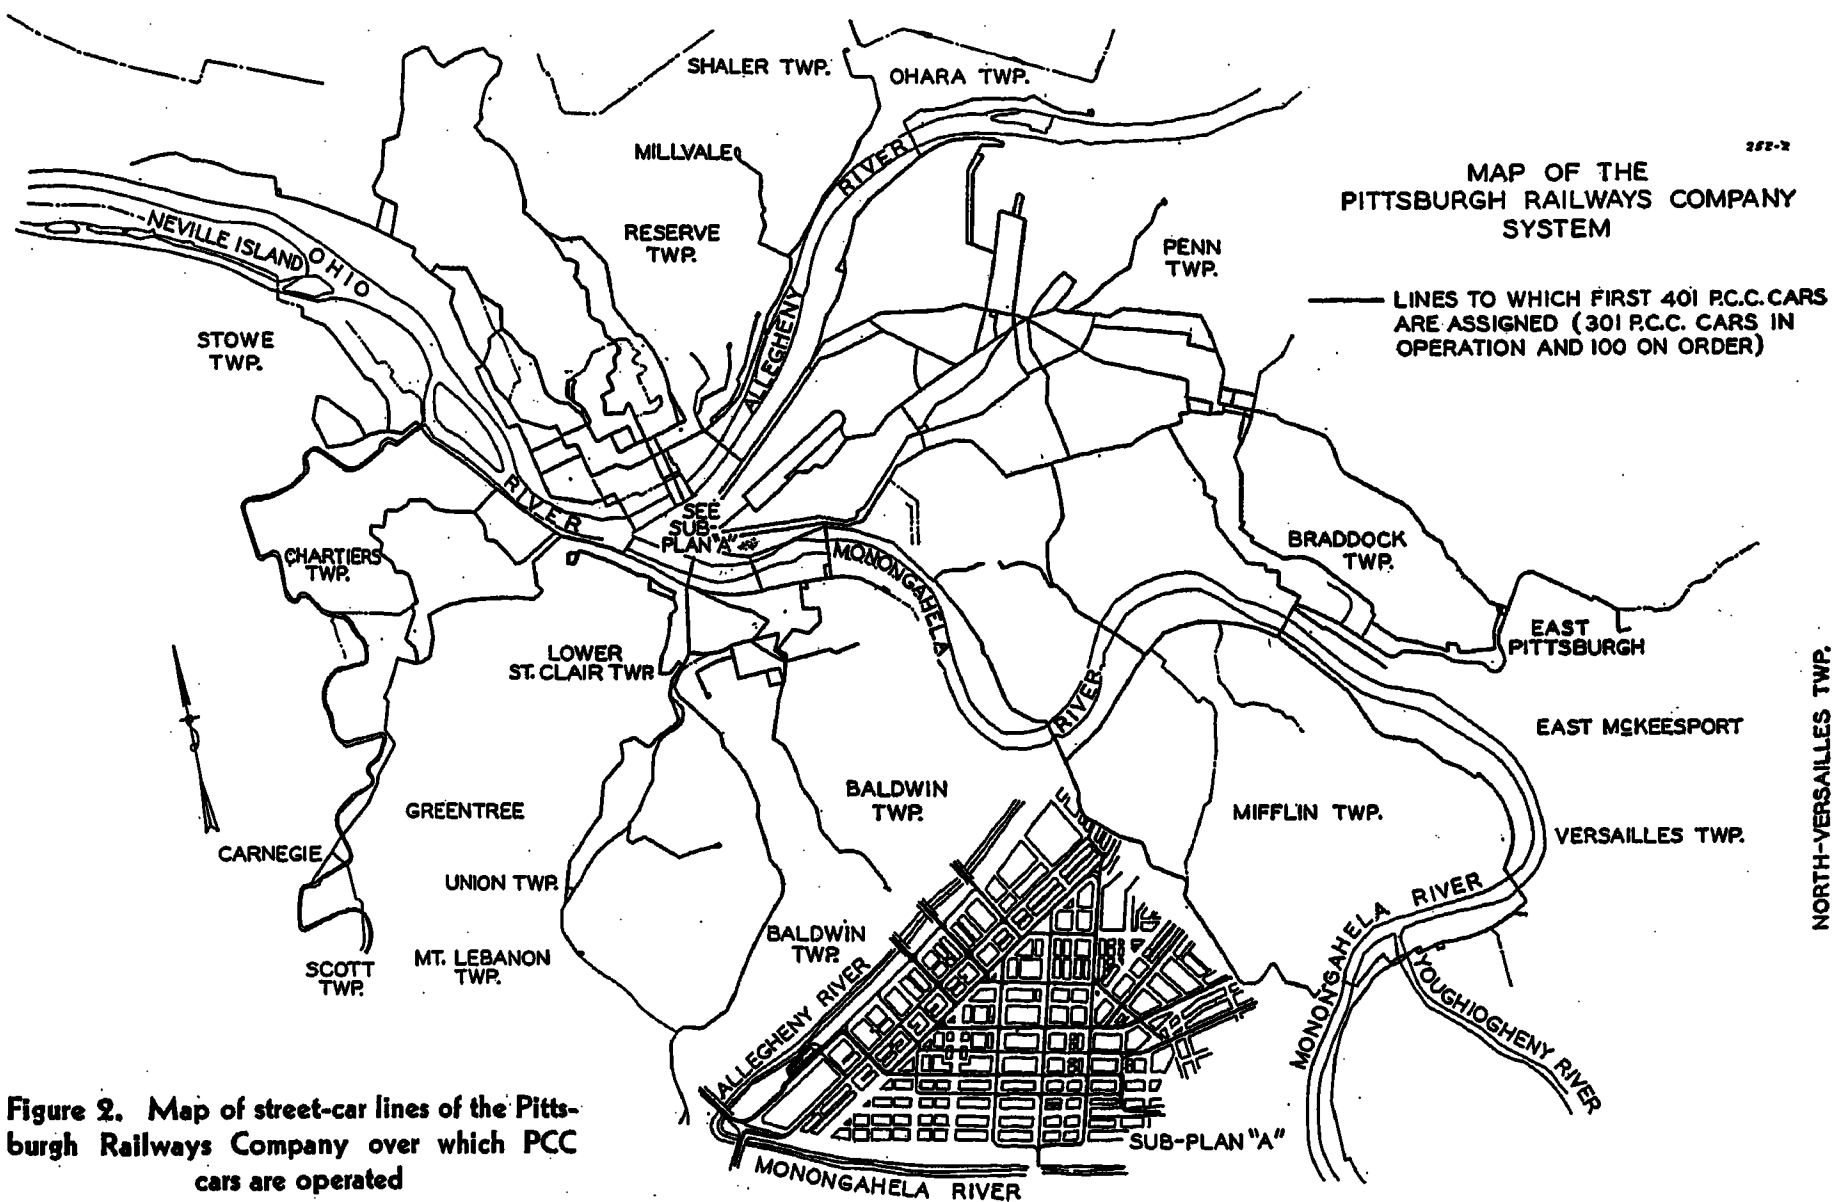 SHALER TWP.
OHARA TWP.
MILLVALE
RIVER
252-2
MAP OF THE
PITTSBURGH RAILWAYS COMPANY
SYSTEM
LINES TO WHICH FIRST 401 P.C.C. CARS
ARE ASSIGNED (301 P.C.C. CARS IN
OPERATION AND 100 ON ORDER)
NEVILLE ISLAND
OHIO
RESERVE
TWP.
PENN
TWP.
ALLEGHENY
STOWE
TWP.
RIVER
SEE
SUB-
PLAN "A"
CHARTIERS
TWP.
MONONGAHELA
BRADDOCK
TWP.
LOWER
ST. CLAIR TWP.
EAST
PITTSBURGH
RIVER
EAST McKEESPORT
NORTH-VERSAILLES TWP.
GREENTREE
BALDWIN
TWP.
MIFFLIN TWP.
VERSAILLES TWP.
CARNEGIE
UNION TWP.
MONONGAHELA RIVER
BALDWIN
TWP.
SCOTT
TWP.
MT. LEBANON
TWP.
YOUGHIOGHENY RIVER
ALLEGHENY RIVER
SUB-PLAN "A"
MONONGAHELA RIVER
Figure 2. Map of street-car lines of the Pitts-
burgh Railways Company over which PCC
cars are operated